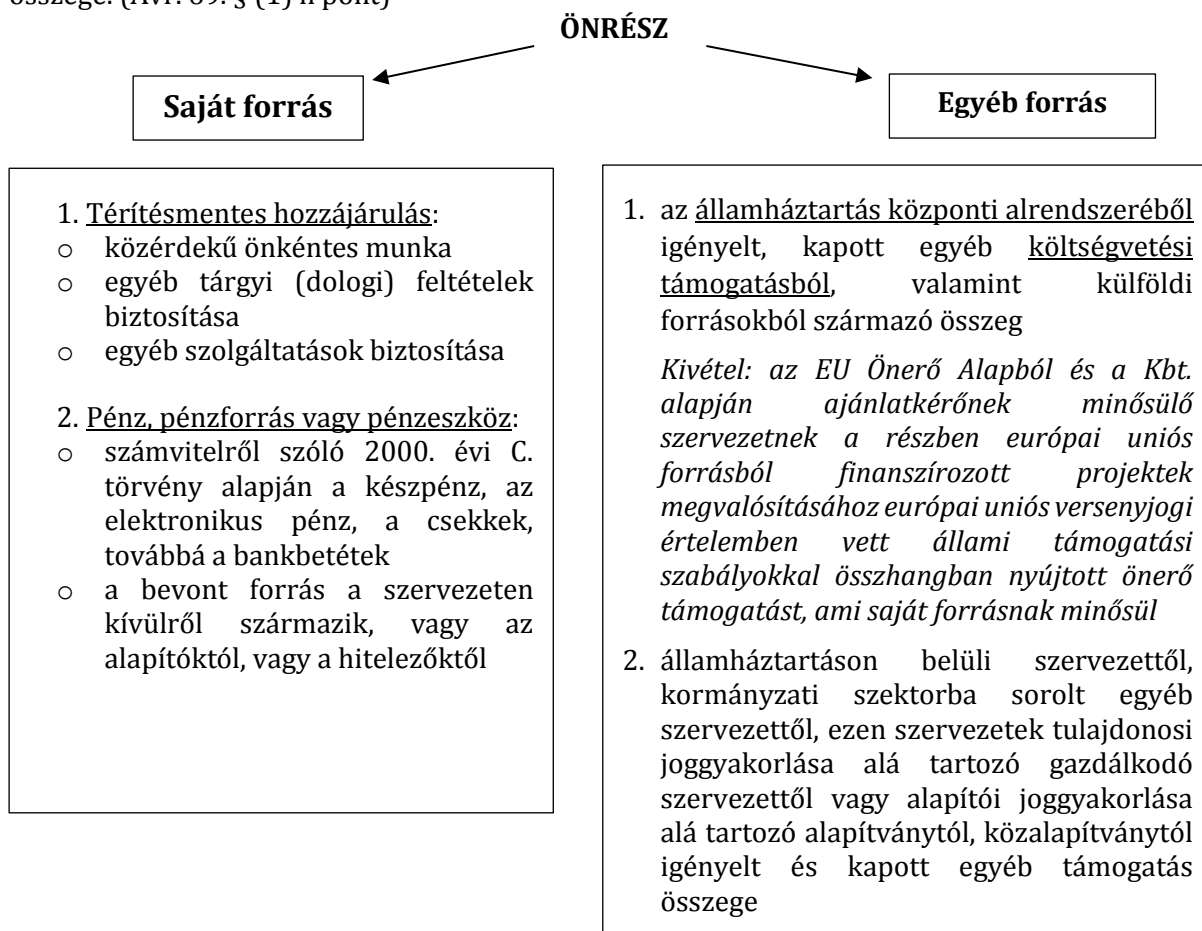 ÖNRÉSZ
Saját forrás
Egyéb forrás
1. Térítésmentes hozzájárulás:
o közérdekű önkéntes munka
o egyéb tárgyi (dologi) feltételek
biztosítása
o egyéb szolgáltatások biztosítása
2. Pénz, pénzforrás vagy pénzeszköz:
o számvitelről szóló 2000. évi C.
törvény alapján a készpénz, az
elektronikus pénz, a csekkek,
továbbá a bankbetétek
o a bevont forrás a szervezeten
kívülről származik, vagy az
alapítóktól, vagy a hitelezőktől
1. az államháztartás központi alrendszeréből
igényelt, kapott egyéb költségvetési
támogatásból, valamint külföldi
forrásokból származó összeg
Kivétel: az EU Önerő Alapból és a Kbt.
alapján ajánlatkérőnek minősülő
szervezetnek a részben európai uniós
forrásból finanszírozott projektek
megvalósításához európai uniós versenyjogi
értelemben vett állami támogatási
szabályokkal összhangban nyújtott önerő
támogatást, ami saját forrásnak minősül
2. államháztartáson belüli szervezettől,
kormányzati szektorba sorolt egyéb
szervezettől, ezen szervezetek tulajdonosi
joggyakorlása alá tartozó gazdálkodó
szervezettől vagy alapítói joggyakorlása
alá tartozó alapítványtól, közalapítványtól
igényelt és kapott egyéb támogatás
összege